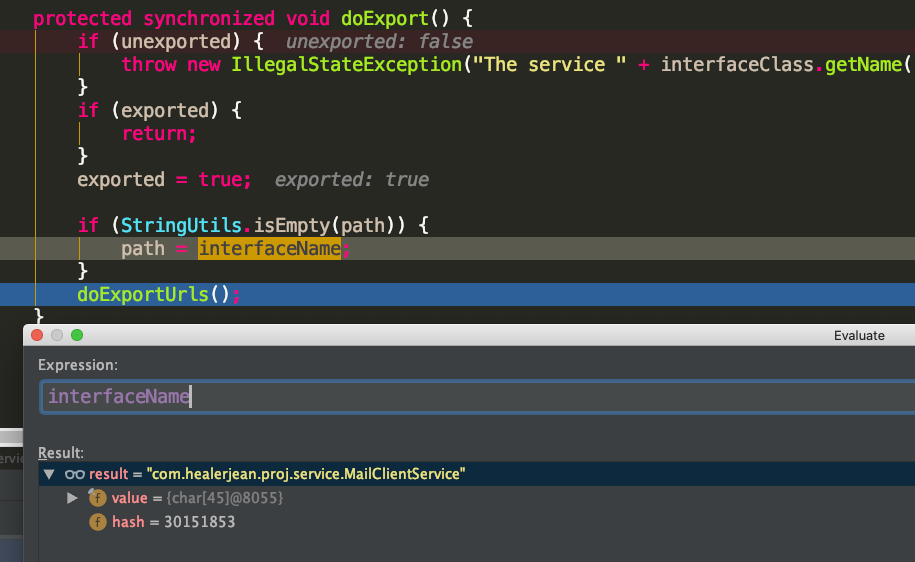 protected synchronized void doExport() {
if (unexported) {  unexported: false
throw new IllegalStateException("The service " + interfaceClass.getName(
}
if (exported) {
return;
}
exported = true;  exported: true
if (StringUtils.isEmpty(path)) {
path = interfaceName;
}
doExportUrls();
}
Evaluate
Expression:
interfaceName
Result:
result = "com.healerjean.proj.service.MailClientService"
f value = {char[45]@8055}
f hash = 30151853